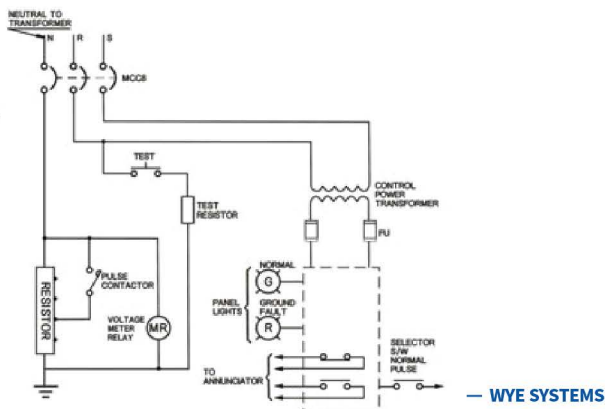 NEUTRAL TO
TRANSFORMER
N R S
MCCB
TEST
CONTROL
POWER
TRANSFORMER
TEST
RESISTOR
FU
NORMAL
G
PULSE
CONTACTOR
RESISTOR
PANEL
LIGHTS
GROUND
FAULT
R
VOLTAGE
METER
RELAY
MR
SELECTOR
S/W
NORMAL
PULSE
TO
ANNUNCIATOR
— WYE SYSTEMS